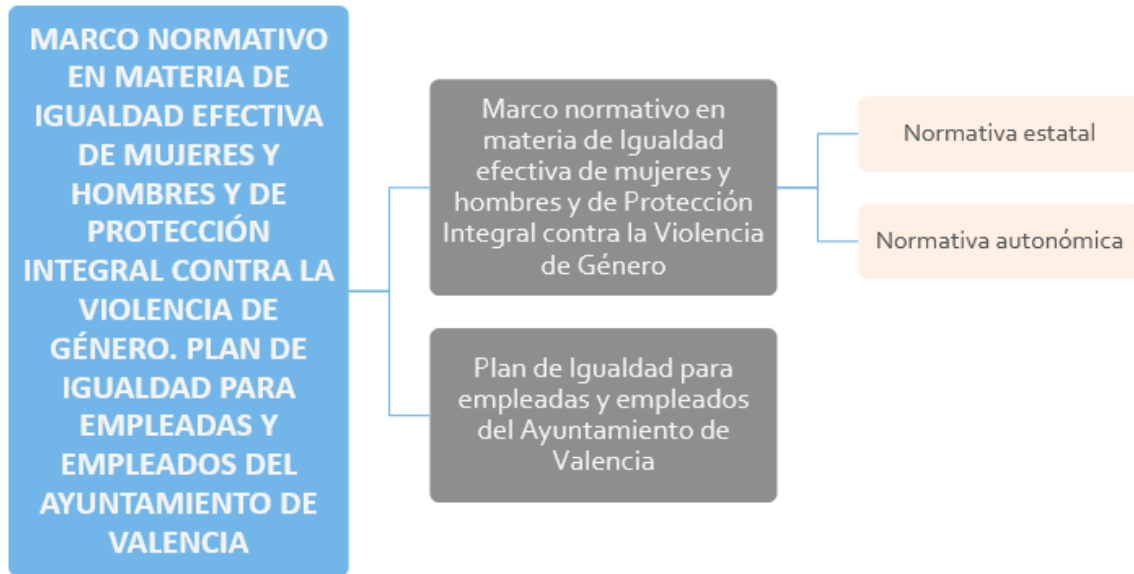 MARCO NORMATIVO
EN MATERIA DE
IGUALDAD EFECTIVA
DE MUJERES Y
HOMBRES Y DE
PROTECCIÓN
INTEGRAL CONTRA LA
VIOLENCIA DE
GÉNERO. PLAN DE
IGUALDAD PARA
EMPLEADAS Y
EMPLEADOS DEL
AYUNTAMIENTO DE
VALENCIA
Marco normativo en
materia de Igualdad
efectiva de mujeres y
hombres y de Protección
Integral contra la Violencia
de Género
Normativa estatal
Normativa autonómica
Plan de Igualdad para
empleadas y empleados
del Ayuntamiento de
Valencia